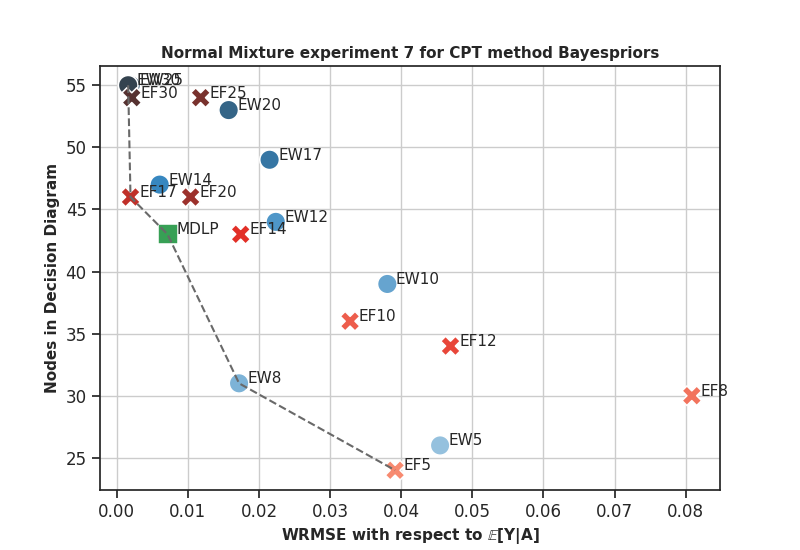 Normal Mixture experiment 7 for CPT method Bayespriors
Nodes in Decision Diagram
55
50
45
40
35
30
25
EW30
EW25
EF30
EF25
EW20
EW17
EW14
EF17
EF20
EW12
MDLP
EF14
EW10
EF10
EF12
EW8
EF8
EW5
EF5
0.00
0.01
0.02
0.03
0.04
0.05
0.06
0.07
0.08
WRMSE with respect to 𝔼[Y|A]